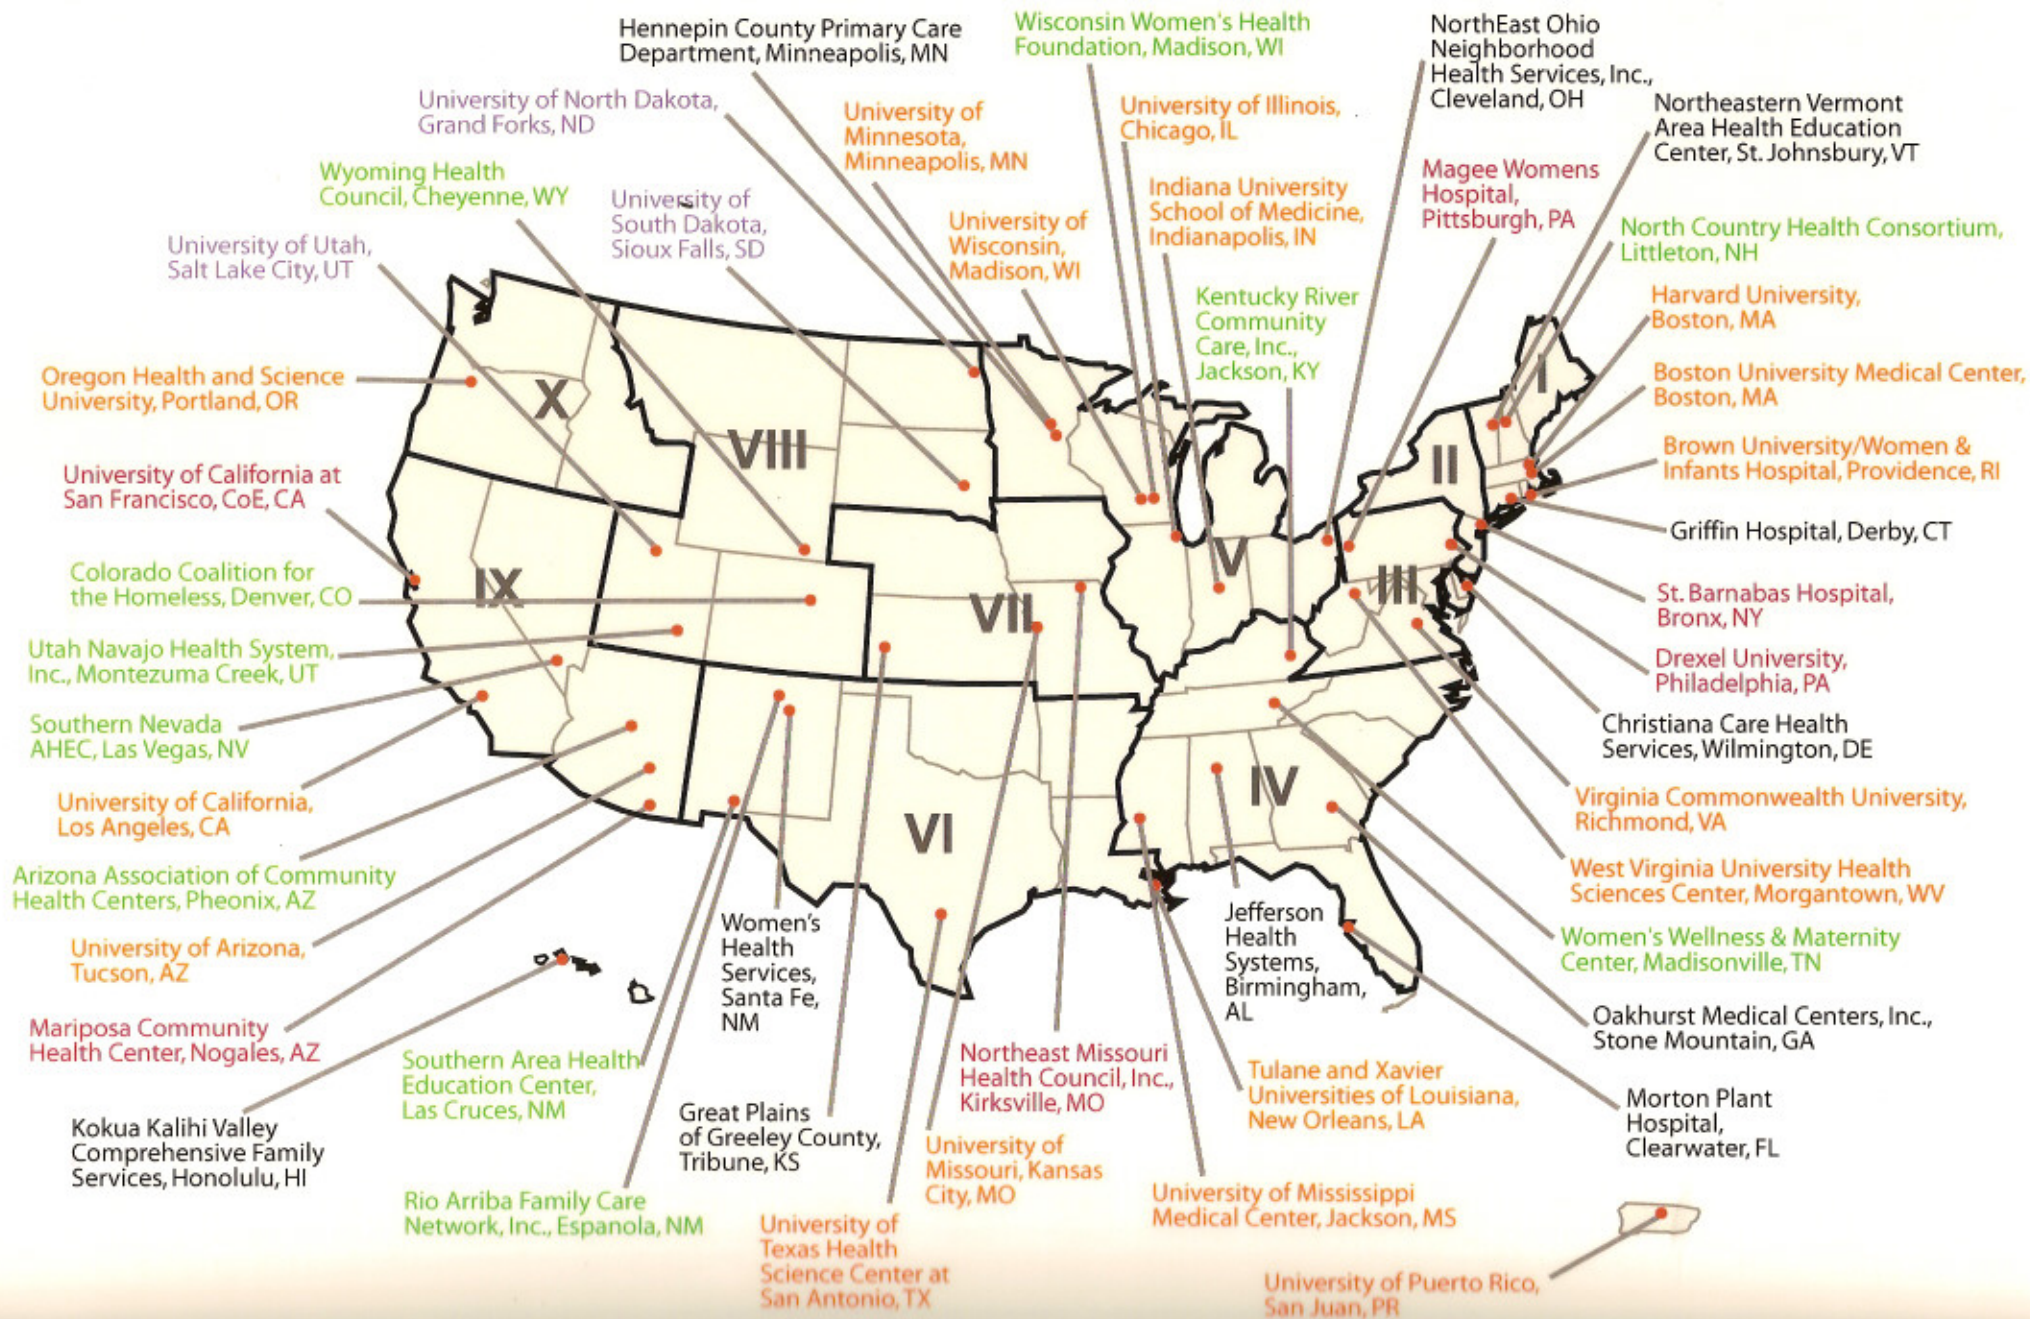 Hennepin County Primary Care
Department, Minneapolis, MN
Wisconsin Women's Health
Foundation, Madison, WI
NorthEast Ohio
Neighborhood
Health Services, Inc.,
Cleveland, OH
University of North Dakota,
Grand Forks, ND
University of
Minnesota,
Minneapolis, MN
University of Illinois,
Chicago, IL
Northeastern Vermont
Area Health Education
Center, St. Johnsbury, VT
Wyoming Health
Council, Cheyenne, WY
University of
South Dakota,
Sioux Falls, SD
University of
Wisconsin,
Madison, WI
Indiana University
School of Medicine,
Indianapolis, IN
Magee Womens
Hospital,
Pittsburgh, PA
North Country Health Consortium,
Littleton, NH
University of Utah,
Salt Lake City, UT
Kentucky River
Community
Care, Inc.,
Jackson, KY
Harvard University,
Boston, MA
Oregon Health and Science
University, Portland, OR
Boston University Medical Center,
Boston, MA
Brown University/Women &
Infants Hospital, Providence, RI
University of California at
San Francisco, CoE, CA
Griffin Hospital, Derby, CT
Colorado Coalition for
the Homeless, Denver, CO
St. Barnabas Hospital,
Bronx, NY
Utah Navajo Health System,
Inc., Montezuma Creek, UT
Drexel University,
Philadelphia, PA
Southern Nevada
AHEC, Las Vegas, NV
Christiana Care Health
Services, Wilmington, DE
University of California,
Los Angeles, CA
Virginia Commonwealth University,
Richmond, VA
Arizona Association of Community
Health Centers, Pheonix, AZ
West Virginia University Health
Sciences Center, Morgantown, WV
University of Arizona,
Tucson, AZ
Women's Wellness & Maternity
Center, Madisonville, TN
Mariposa Community
Health Center, Nogales, AZ
Women's
Health
Services,
Santa Fe,
NM
Jefferson
Health
Systems,
Birmingham,
AL
Oakhurst Medical Centers, Inc.,
Stone Mountain, GA
Kokua Kalihi Valley
Comprehensive Family
Services, Honolulu, HI
Southern Area Health
Education Center,
Las Cruces, NM
Great Plains
of Greeley County,
Tribune, KS
Northeast Missouri
Health Council, Inc.,
Kirksville, MO
Tulane and Xavier
Universities of Louisiana,
New Orleans, LA
Morton Plant
Hospital,
Clearwater, FL
Rio Arriba Family Care
Network, Inc., Espanola, NM
University of
Missouri, Kansas
City, MO
University of Mississippi
Medical Center, Jackson, MS
University of
Texas Health
Science Center at
San Antonio, TX
University of Puerto Rico,
San Juan, PR
I
II
III
IV
V
VI
VII
VIII
IX
X